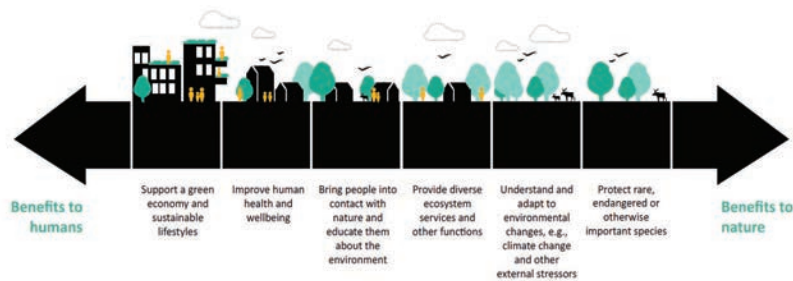 Benefits to
humans
Support a green
economy and
sustainable
lifestyles
Improve human
health and
wellbeing
Bring people into
contact with
nature and
educate them
about the
environment
Provide diverse
ecosystem
services and
other functions
Understand and
adapt to
environmental
changes, e.g.,
climate change
and other
external stressors
Protect rare,
endangered or
otherwise
important species
Benefits to
nature